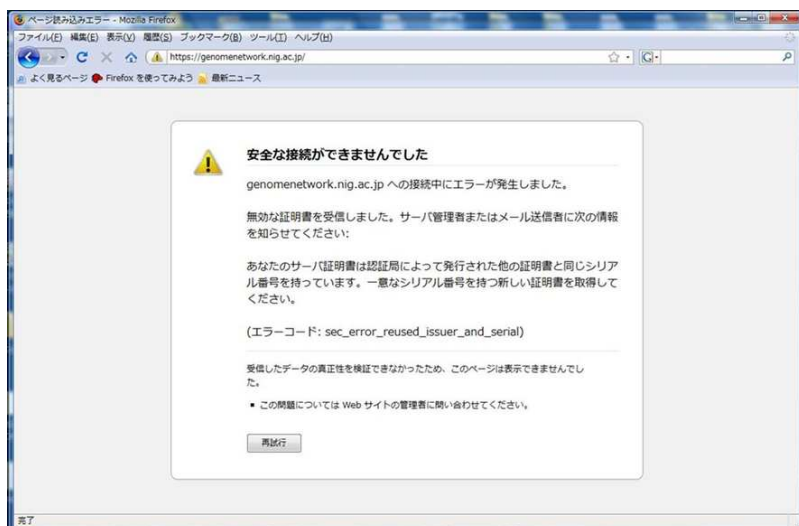 ページ読み込みエラー - Mozilla Firefox
ファイル(F) 編集(E) 表示(V) 履歴(S) ブックマーク(B) ツール(T) ヘルプ(H)
https://genomenetwork.nig.ac.jp/
よく見るページ Firefox を使ってみよう 最新ニュース
安全な接続ができませんでした
genomenetwork.nig.ac.jp への接続中にエラーが発生しました。
無効な証明書を受信しました。サーバ管理者またはメール送信者に次の情報
を知らせてください:
あなたのサーバ証明書は認証局によって発行された他の証明書と同じシリア
ル番号を持っています。一意なシリアル番号を持つ新しい証明書を取得して
ください。
(エラーコード: sec_error_reused_issuer_and_serial)
受信したデータの真正性を検証できなかったため、このページは表示できませんでし
た。
▪ この問題については Web サイトの管理者に問い合わせてください。
再試行
完了